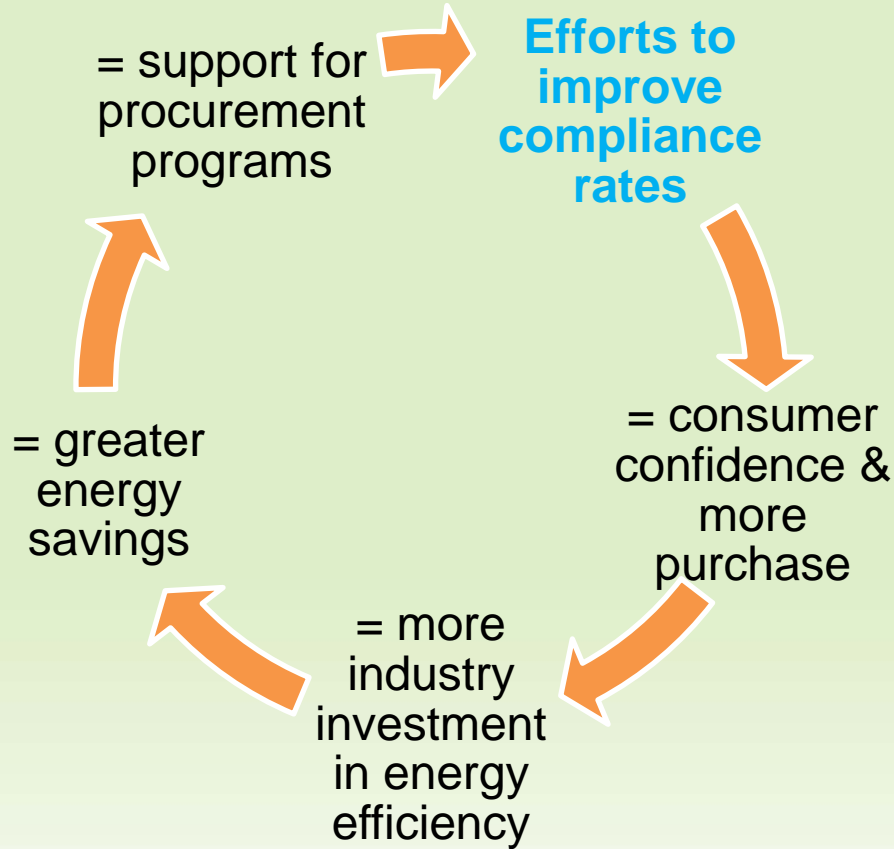 Efforts to
improve
compliance
rates
= consumer
confidence &
more
purchase
= more
industry
investment
in energy
efficiency
= greater
energy
savings
= support for
procurement
programs